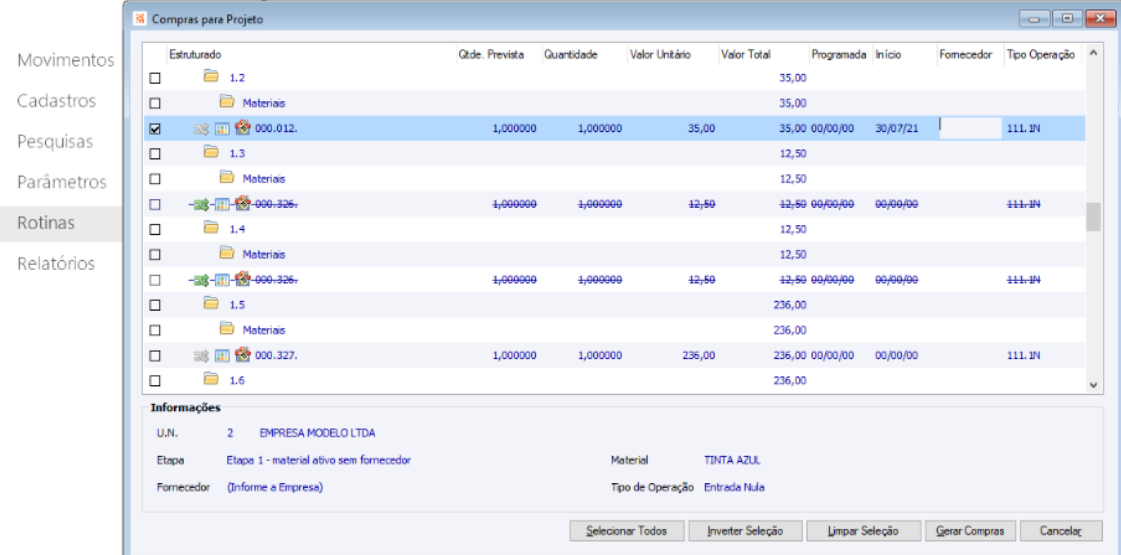 Compras para Projeto
Movimentos
Cadastros
Pesquisas
Parâmetros
Rotinas
Relatórios
Estruturado Qtde. Prevista Quantidade Valor Unitário Valor Total Programada Início Fornecedor Tipo Operação
1.2 35,00
Materiais 35,00
000.012. 1,000000 1,000000 35,00 35,00 00/00/00 30/07/21 111.1N
1.3 12,50
Materiais 12,50
000.326. 1,000000 1,000000 12,50 12,50 00/00/00 00/00/00 111.1N
1.4 12,50
Materiais 12,50
000.326. 1,000000 1,000000 12,50 12,50 00/00/00 00/00/00 111.1N
1.5 236,00
Materiais 236,00
000.327. 1,000000 1,000000 236,00 236,00 00/00/00 00/00/00 111.1N
1.6 236,00
Informações
U.N. 2 EMPRESA MODELO LTDA
Etapa Etapa 1 - material ativo sem fornecedor Material TINTA AZUL
Fornecedor (Informe a Empresa) Tipo de Operação Entrada Nula
Selecionar Todos Inverter Seleção Limpar Seleção Gerar Compras Cancelar